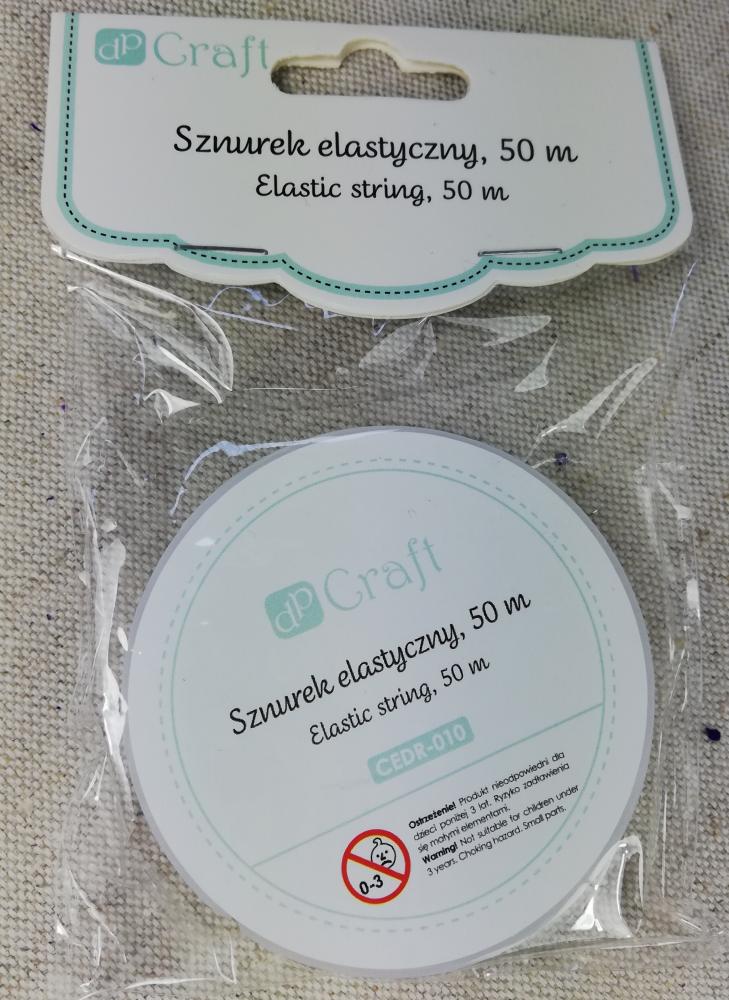 dp Craft
Sznurek elastyczny, 50 m
Elastic string, 50 m
dp Craft
Sznurek elastyczny, 50 m
Elastic string, 50 m
CEDR-010
Ostrzeżenie! Produkt nieodpowiedni dla
dzieci poniżej 3 lat. Ryzyko zadławienia
się małymi elementami.
Warning! Not suitable for children under
3 years. Choking hazard. Small parts.
0-3